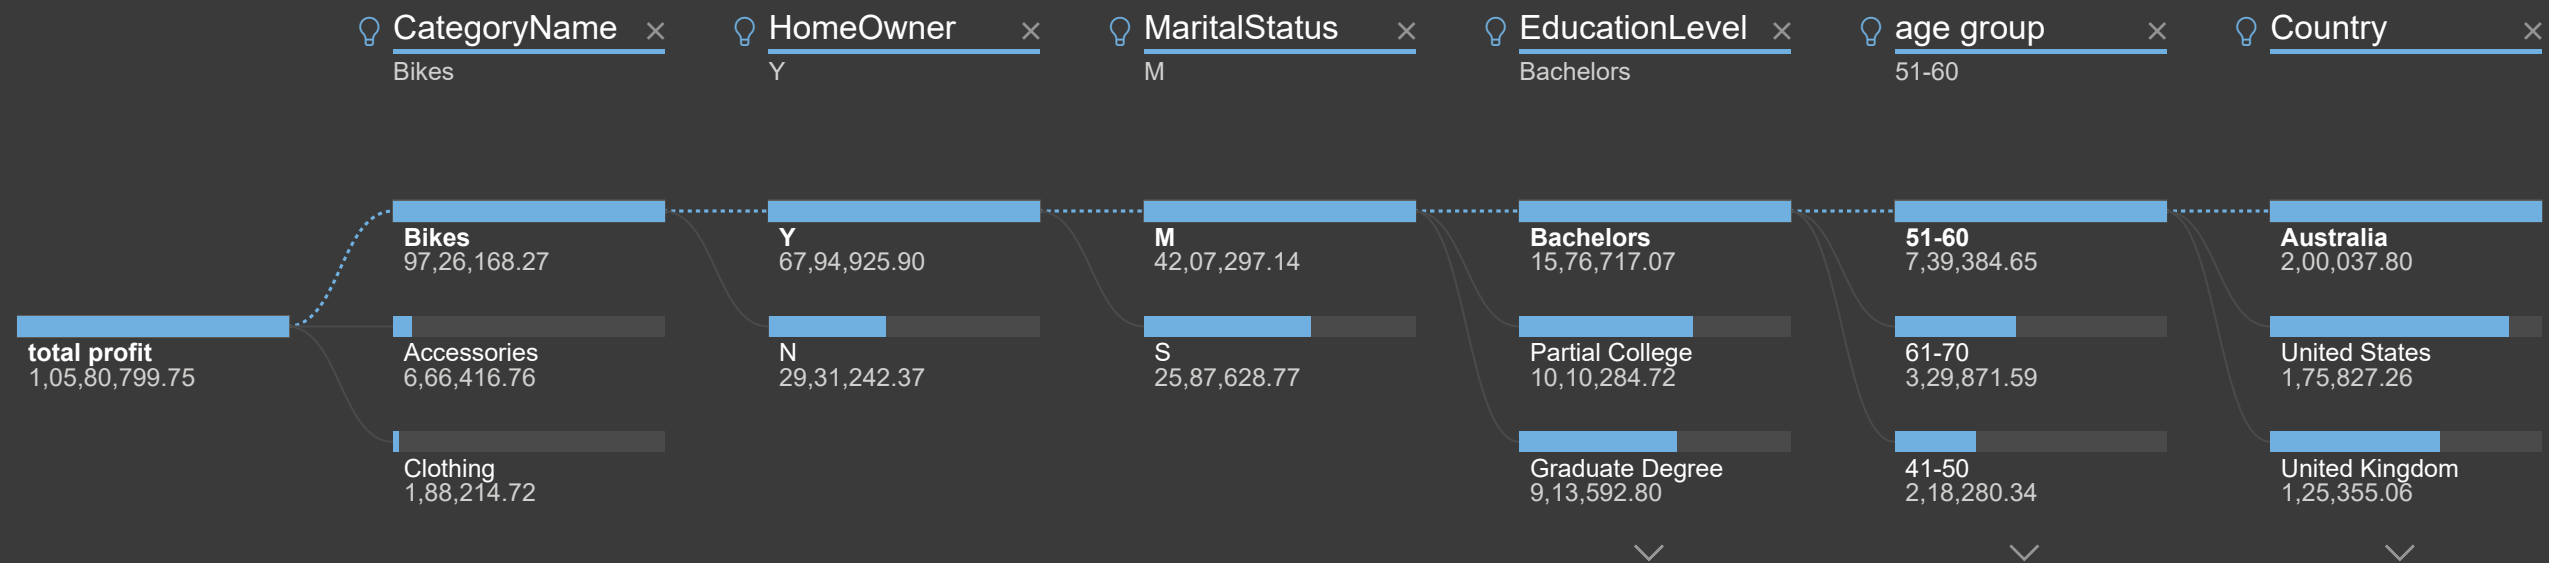 CategoryName
Bikes
HomeOwner
Y
MaritalStatus
M
EducationLevel
Bachelors
age group
51-60
Country
Australia
total profit
1,05,80,799.75
Bikes
97,26,168.27
Accessories
6,66,416.76
Clothing
1,88,214.72
Y
67,94,925.90
N
29,31,242.37
M
42,07,297.14
S
25,87,628.77
Bachelors
15,76,717.07
Partial College
10,10,284.72
Graduate Degree
9,13,592.80
51-60
7,39,384.65
61-70
3,29,871.59
41-50
2,18,280.34
Australia
2,00,037.80
United States
1,75,827.26
United Kingdom
1,25,355.06